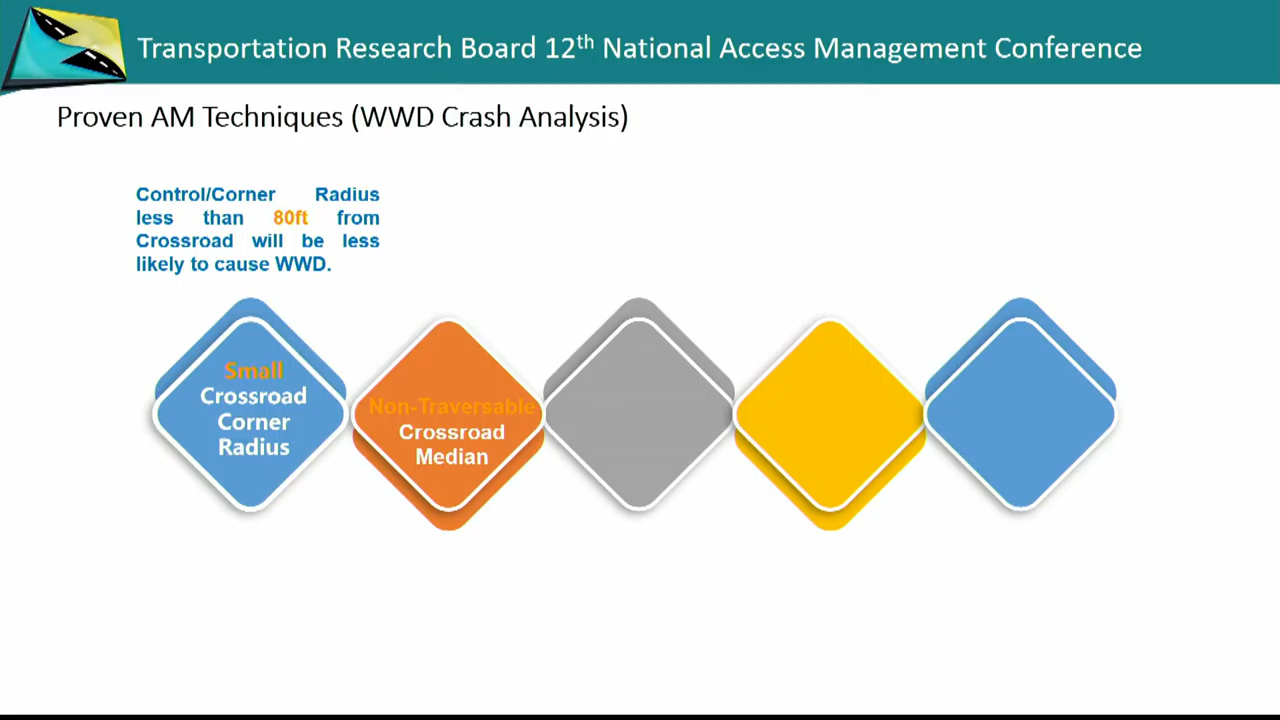 Transportation Research Board 12th National Access Management Conference
Proven AM Techniques (WWD Crash Analysis)
Control/Corner Radius
less than 80ft from
Crossroad will be less
likely to cause WWD.
Small
Crossroad
Corner
Radius
Non-Traversable
Crossroad
Median